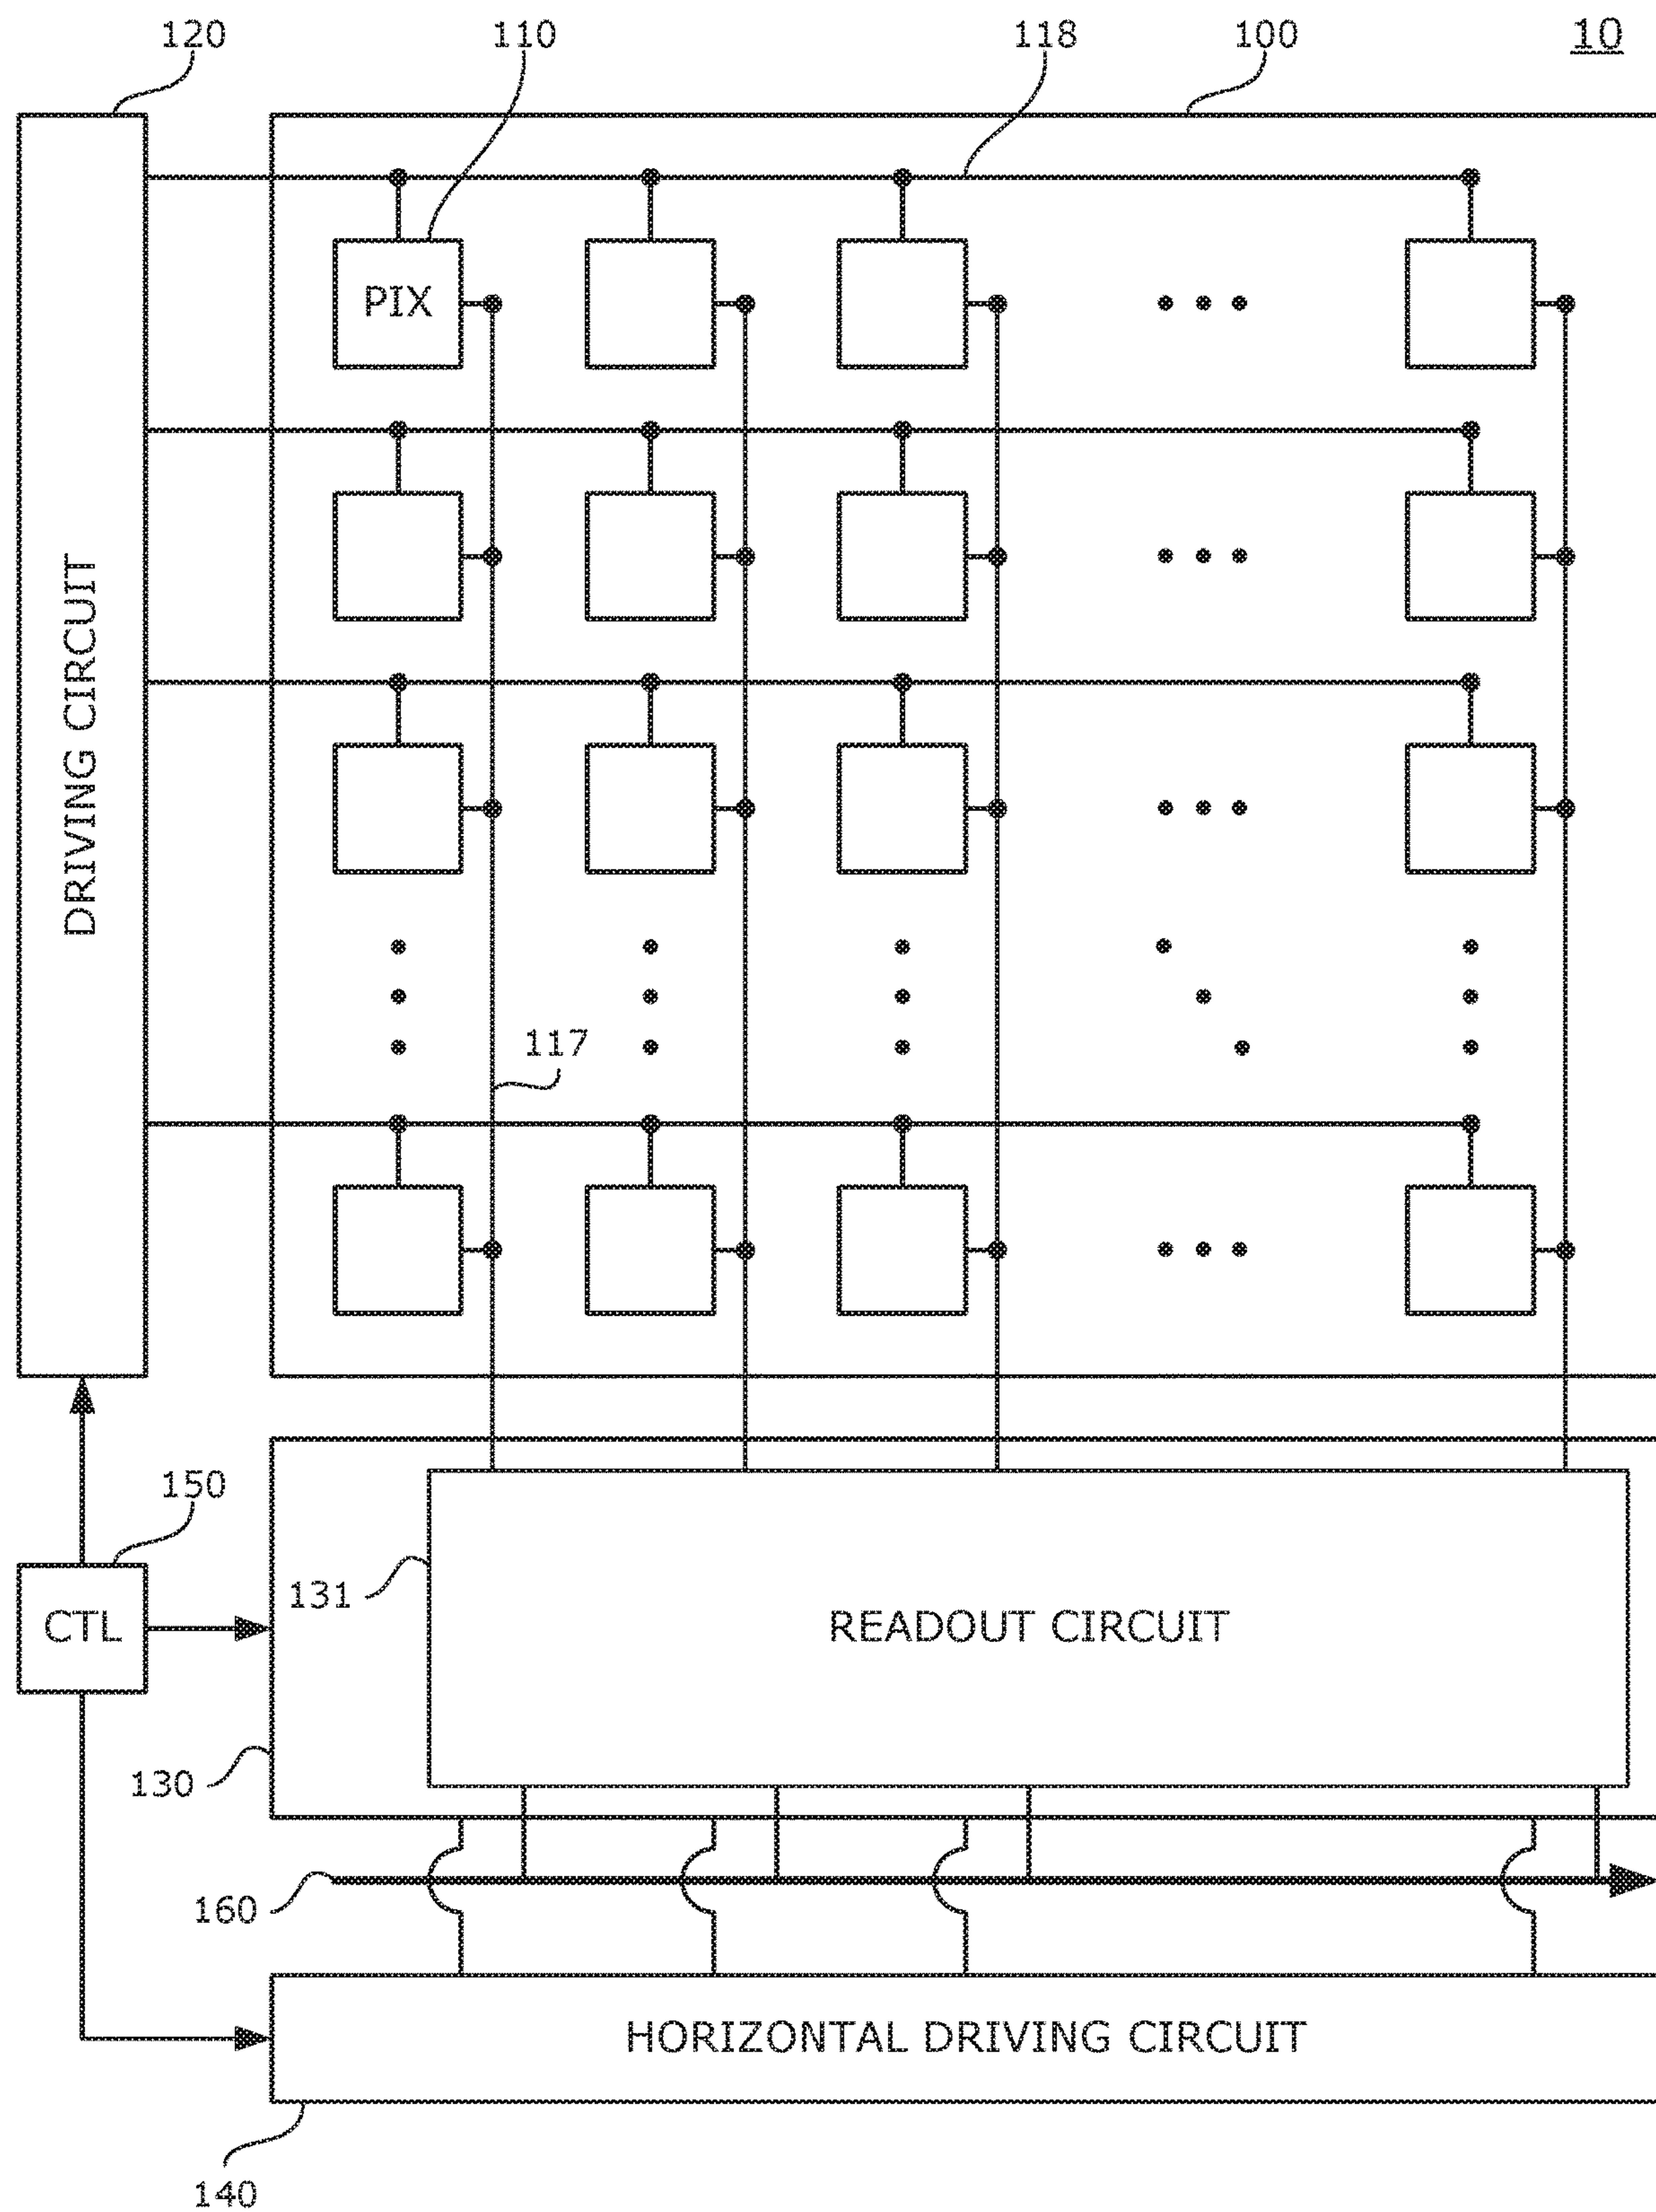 120
110
118
100
10
PIX
DRIVING CIRCUIT
117
150
CTL
131
READOUT CIRCUIT
130
160
HORIZONTAL DRIVING CIRCUIT
140